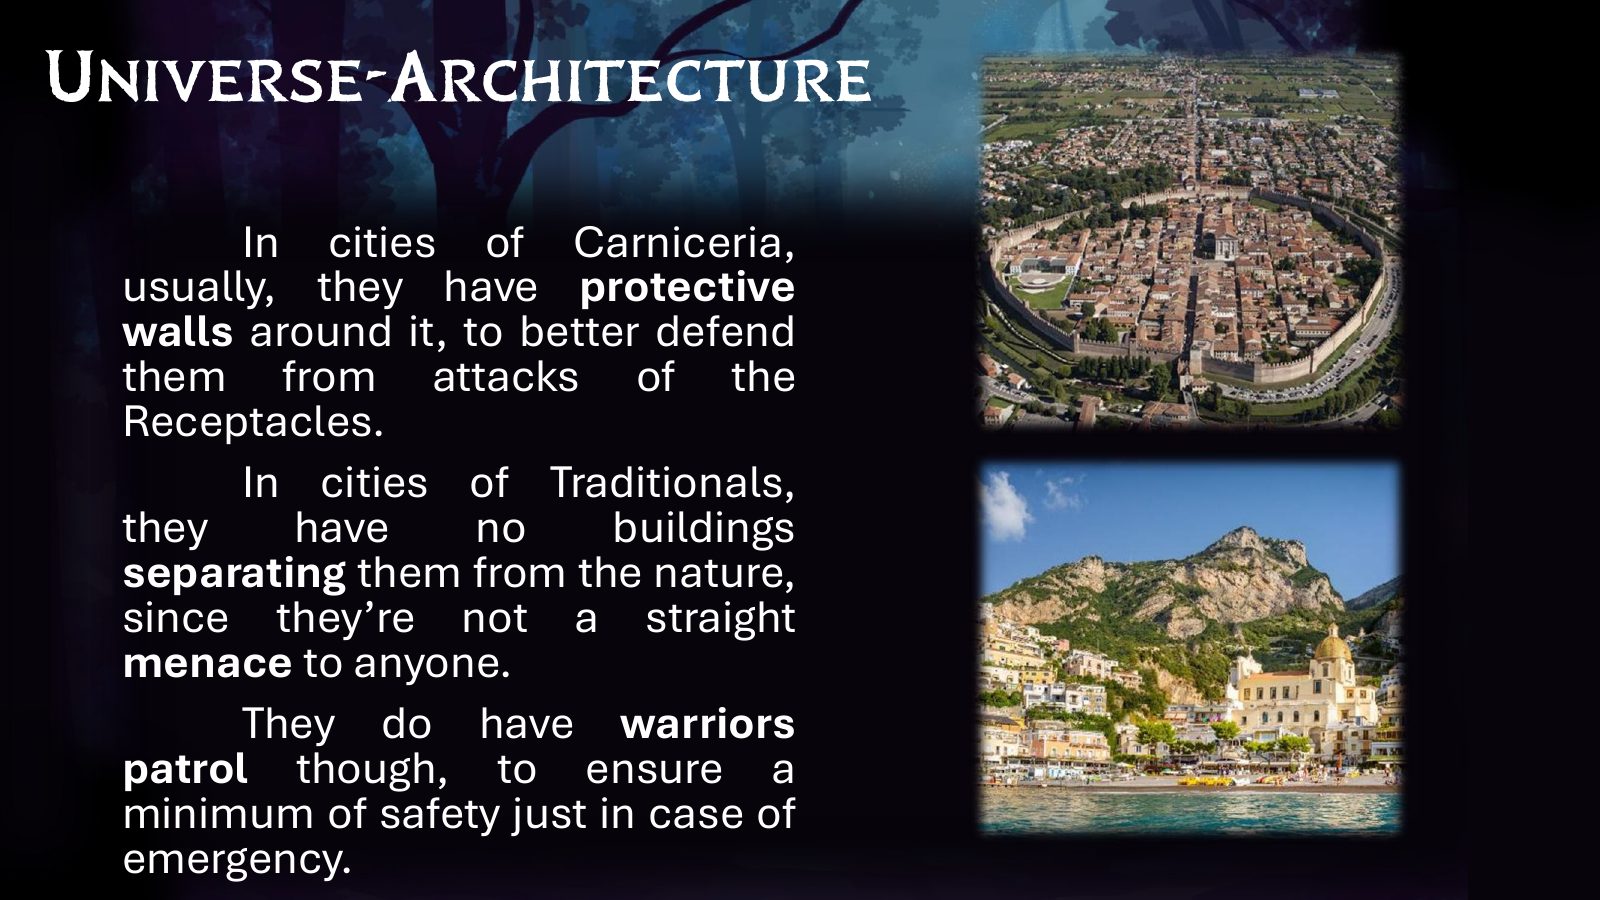 Universe-Architecture
In cities of Carniceria,
usually, they have protective
walls around it, to better defend
them from attacks of the
Receptacles.
In cities of Traditionals,
they have no buildings
separating them from the nature,
since they’re not a straight
menace to anyone.
They do have warriors
patrol though, to ensure a
minimum of safety just in case of
emergency.